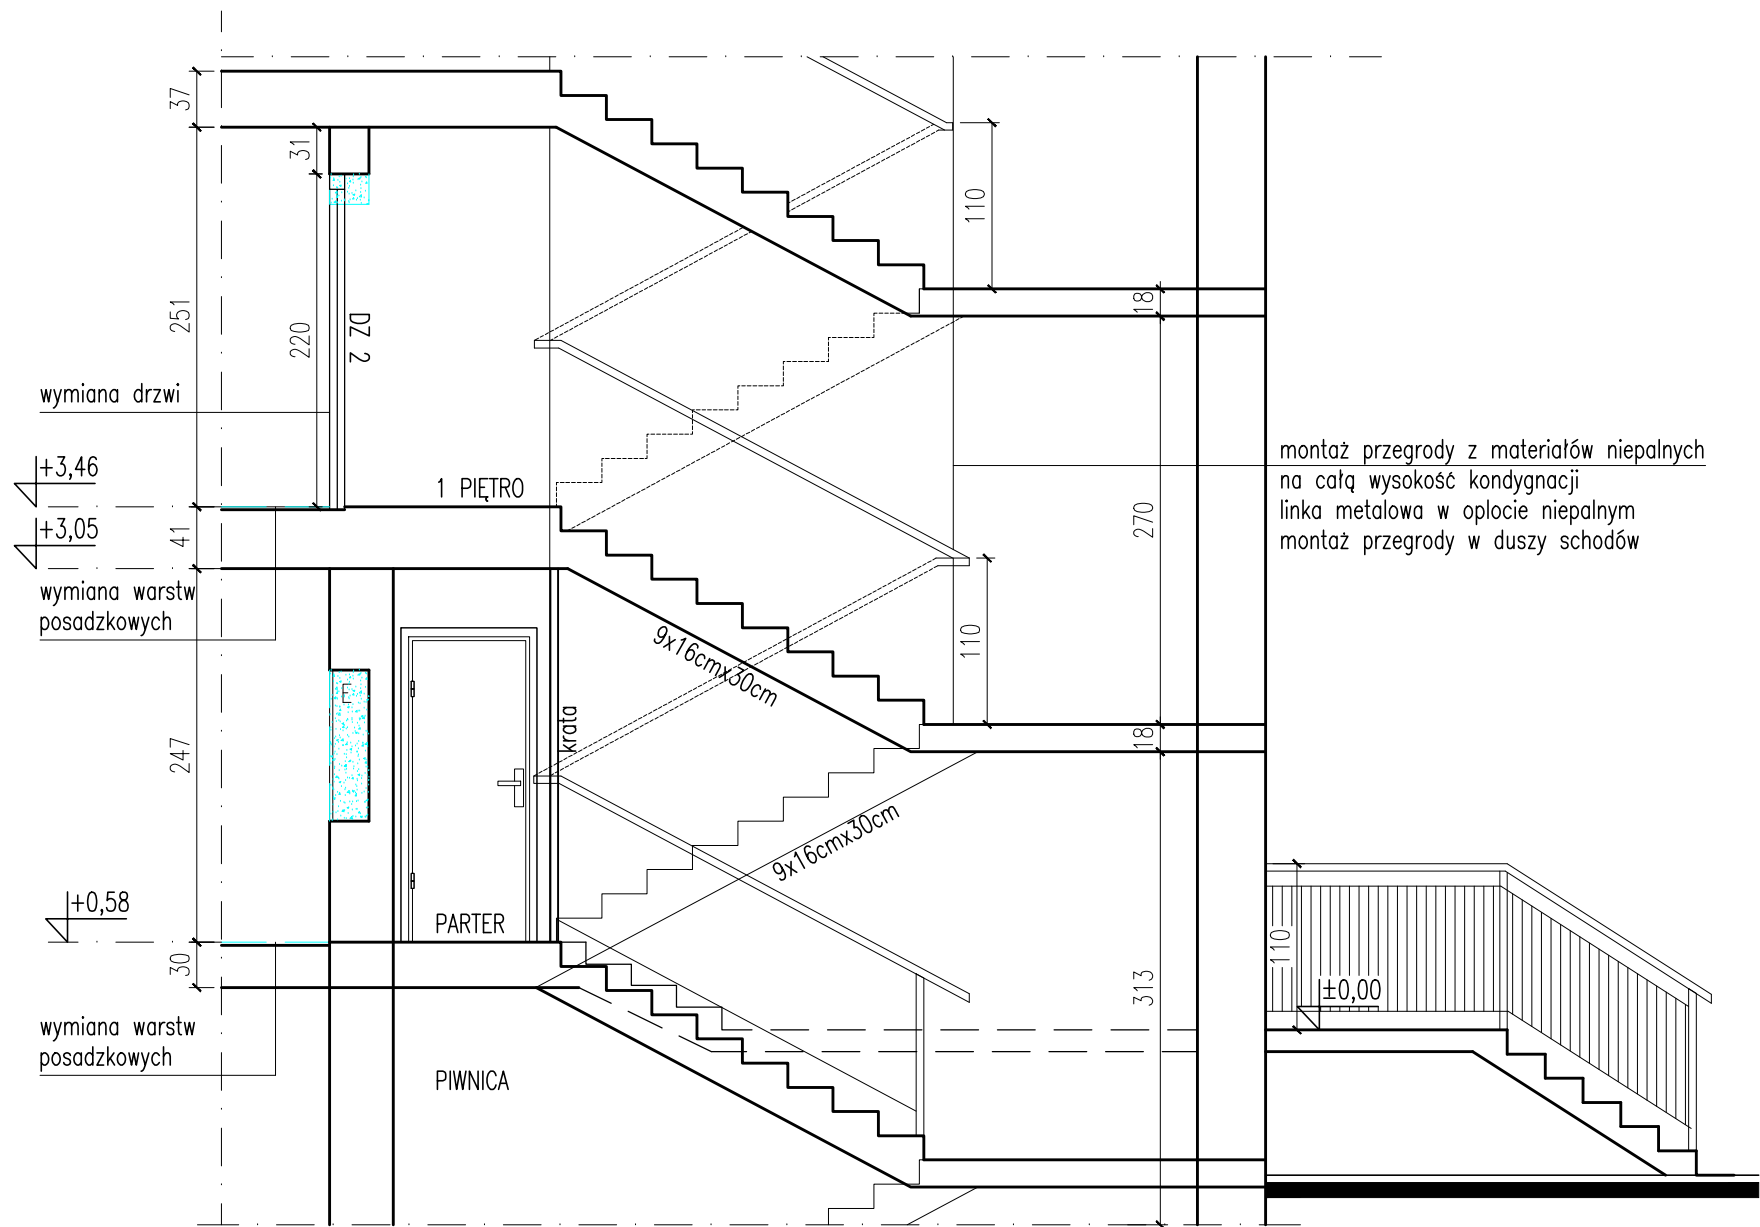 37
31
110
18
251
220
DZ 2
wymiana drzwi
+3,46
1 PIĘTRO
+3,05
41
wymiana warstw
posadzkowych
montaż przegrody z materiałów niepalnych
na całą wysokość kondygnacji
linka metalowa w oplocie niepalnym
montaż przegrody w duszy schodów
270
110
9x16cmx30cm
E
krata
18
247
9x16cmx30cm
+0,58
PARTER
30
110
±0,00
313
wymiana warstw
posadzkowych
PIWNICA